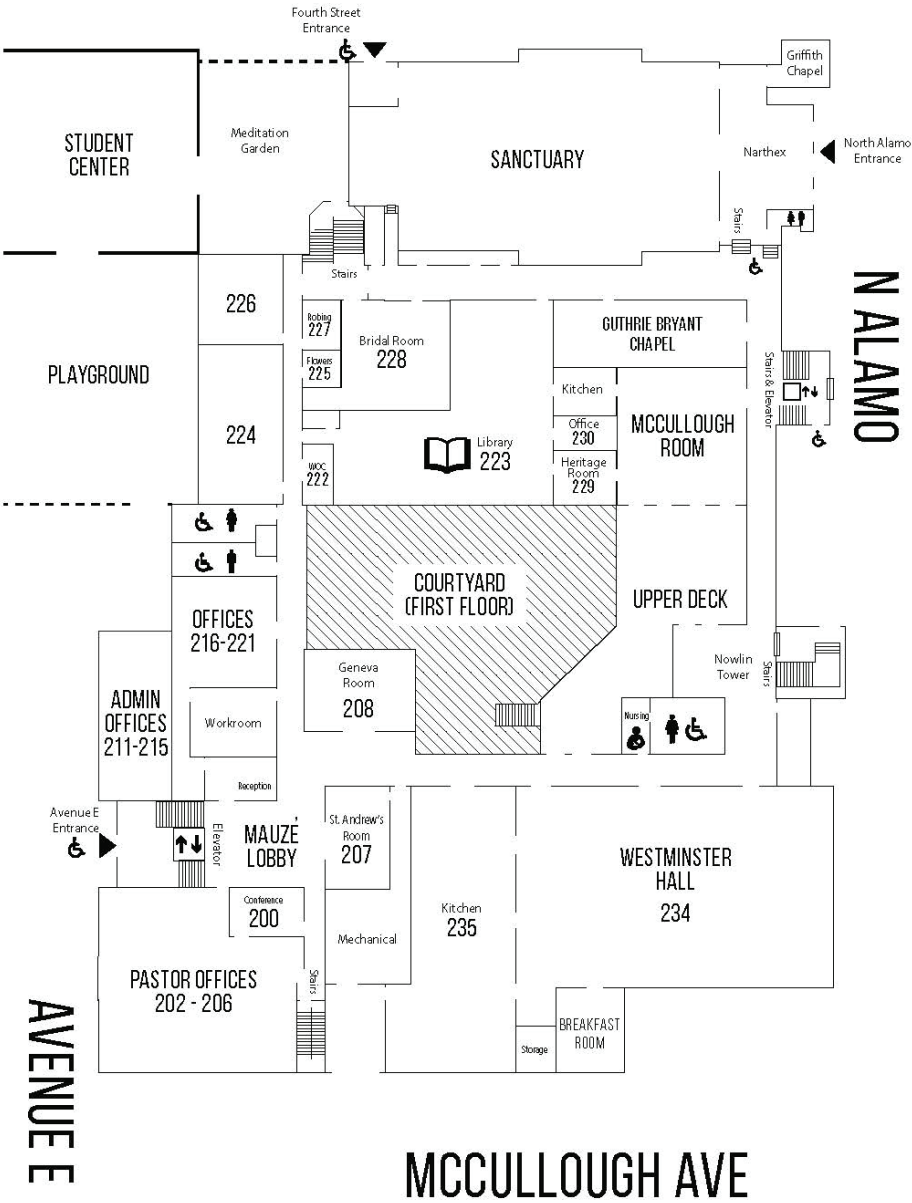 Fourth Street
Entrance
Griffith
Chapel
STUDENT
CENTER
Meditation
Garden
SANCTUARY
Narthex
North Alamo
Entrance
Stairs
Stairs
226
Robing
227
Flowers
225
Bridal Room
228
GUTHRIE BRYANT
CHAPEL
N ALAMO
PLAYGROUND
224
Kitchen
Office
230
Heritage
Room
229
MCCULLOUGH
ROOM
Stairs & Elevator
Library
223
WOC
222
COURTYARD
(FIRST FLOOR)
UPPER DECK
OFFICES
216-221
Geneva
Room
208
Nowlin
Tower
Stairs
ADMIN
OFFICES
211-215
Workroom
Nursing
Reception
Avenue E
Entrance
Elevator
MAUZÉ
LOBBY
St. Andrew's
Room
207
WESTMINSTER
HALL
234
Conference
200
Kitchen
235
Mechanical
PASTOR OFFICES
202 - 206
Stairs
BREAKFAST
ROOM
Storage
AVENUE E
MCCULLOUGH AVE